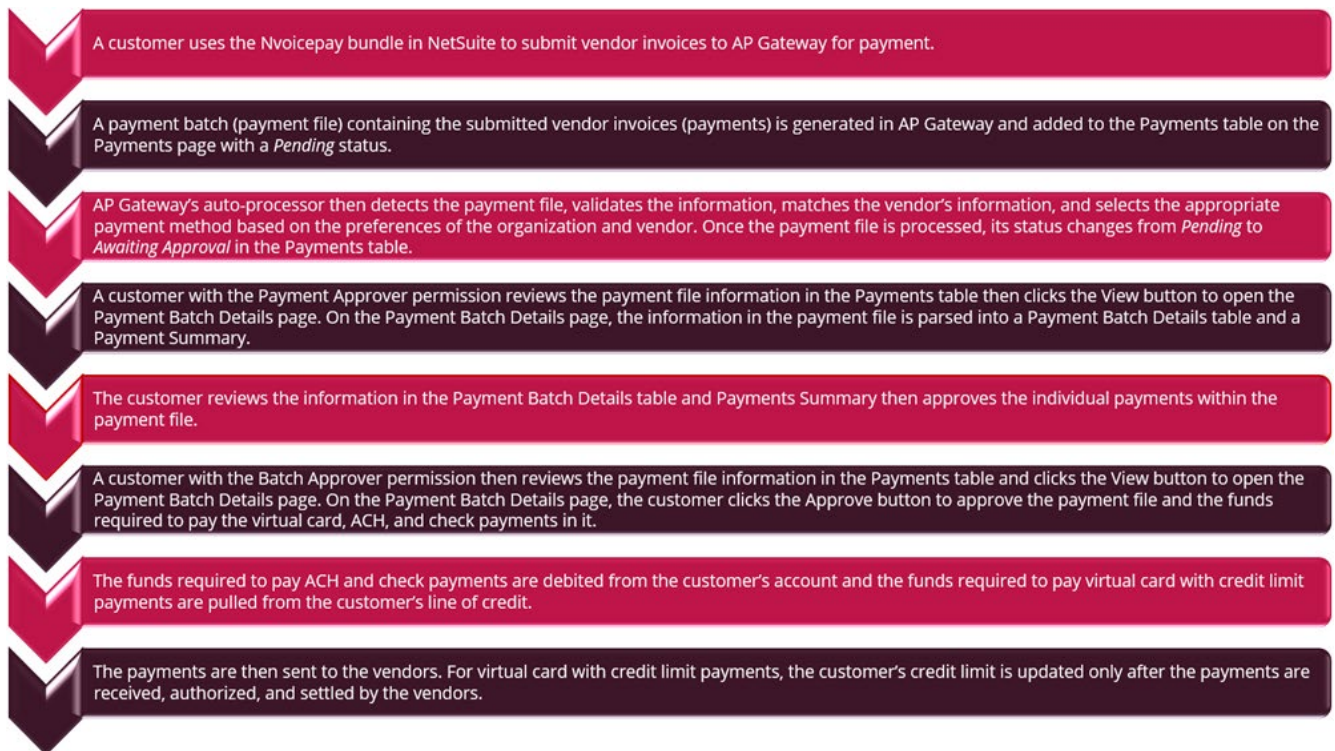 A customer uses the Nvoicepay bundle in NetSuite to submit vendor invoices to AP Gateway for payment.
A payment batch (payment file) containing the submitted vendor invoices (payments) is generated in AP Gateway and added to the Payments table on the
Payments page with a Pending status.
AP Gateway's auto-processor then detects the payment file, validates the information, matches the vendor's information, and selects the appropriate
payment method based on the preferences of the organization and vendor. Once the payment file is processed, its status changes from Pending to
Awaiting Approval in the Payments table.
A customer with the Payment Approver permission reviews the payment file information in the Payments table then clicks the View button to open the
Payment Batch Details page. On the Payment Batch Details page, the information in the payment file is parsed into a Payment Batch Details table and a
Payment Summary.
The customer reviews the information in the Payment Batch Details table and Payments Summary then approves the individual payments within the
payment file.
A customer with the Batch Approver permission then reviews the payment file information in the Payments table and clicks the View button to open the
Payment Batch Details page. On the Payment Batch Details page, the customer clicks the Approve button to approve the payment file and the funds
required to pay the virtual card, ACH, and check payments in it.
The funds required to pay ACH and check payments are debited from the customer's account and the funds required to pay virtual card with credit limit
payments are pulled from the customer's line of credit.
The payments are then sent to the vendors. For virtual card with credit limit payments, the customer's credit limit is updated only after the payments are
received, authorized, and settled by the vendors.